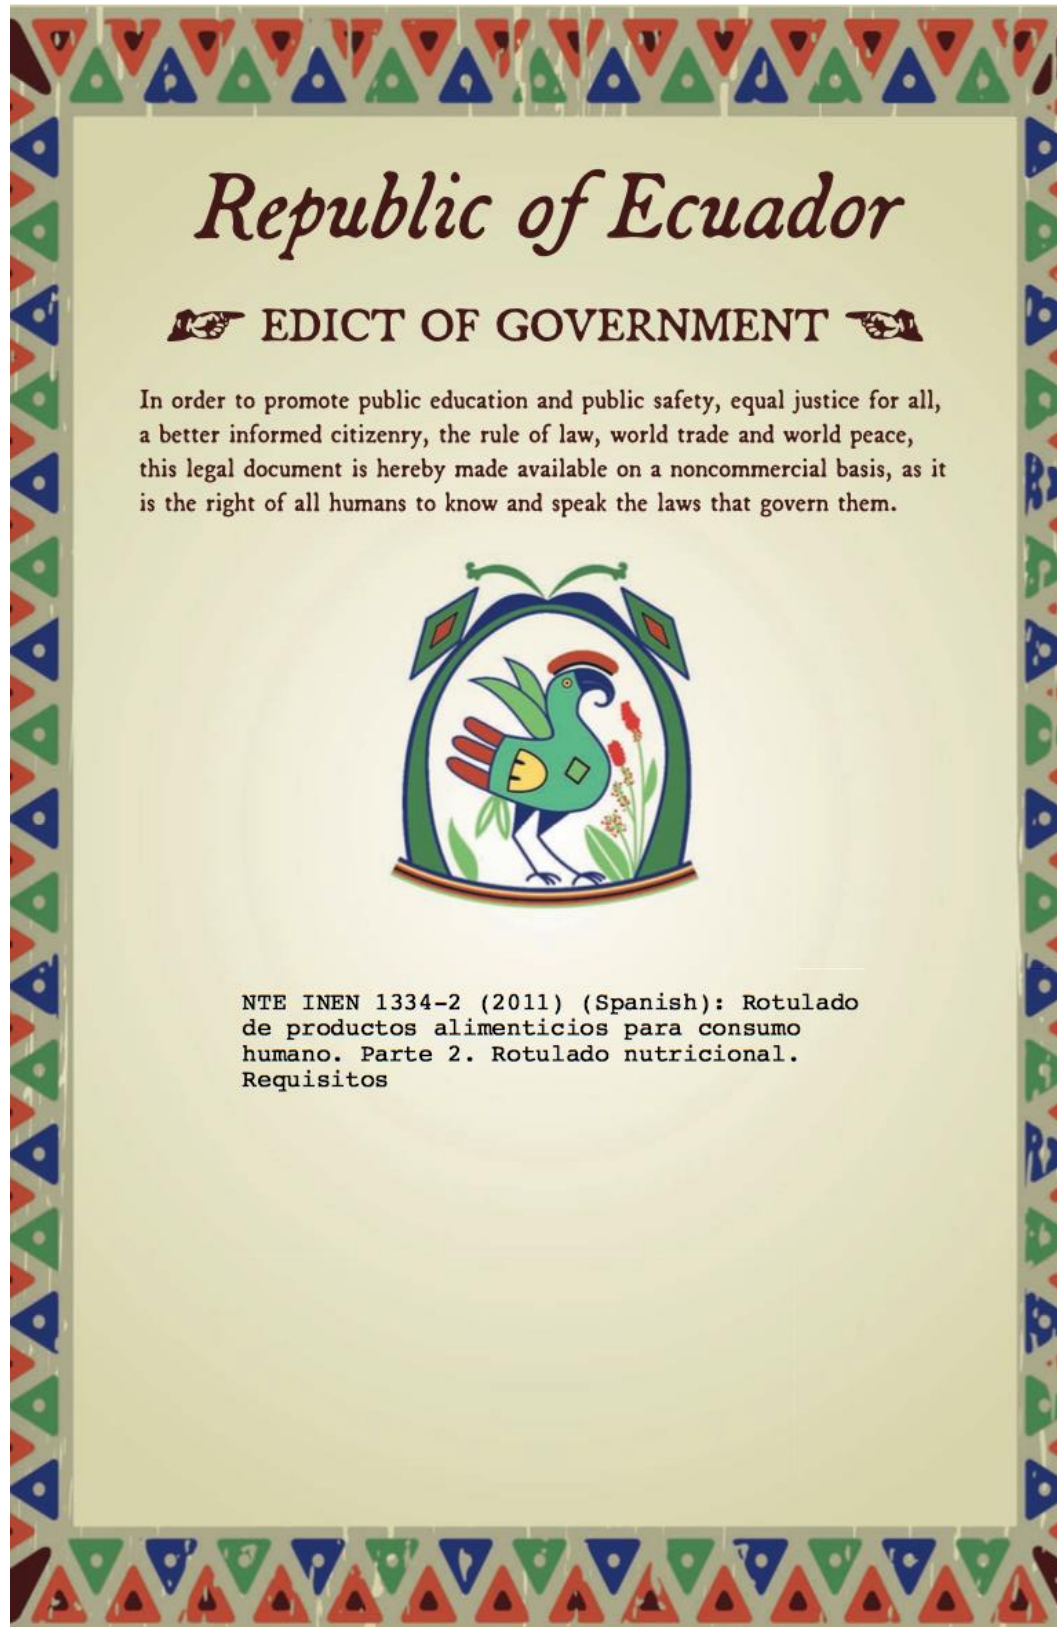 Republic of Ecuador
EDICT OF GOVERNMENT
In order to promote public education and public safety, equal justice for all,
a better informed citizenry, the rule of law, world trade and world peace,
this legal document is hereby made available on a noncommercial basis, as it
is the right of all humans to know and speak the laws that govern them.
NTE INEN 1334-2 (2011) (Spanish): Rotulado
de productos alimenticios para consumo
humano. Parte 2. Rotulado nutricional.
Requisitos